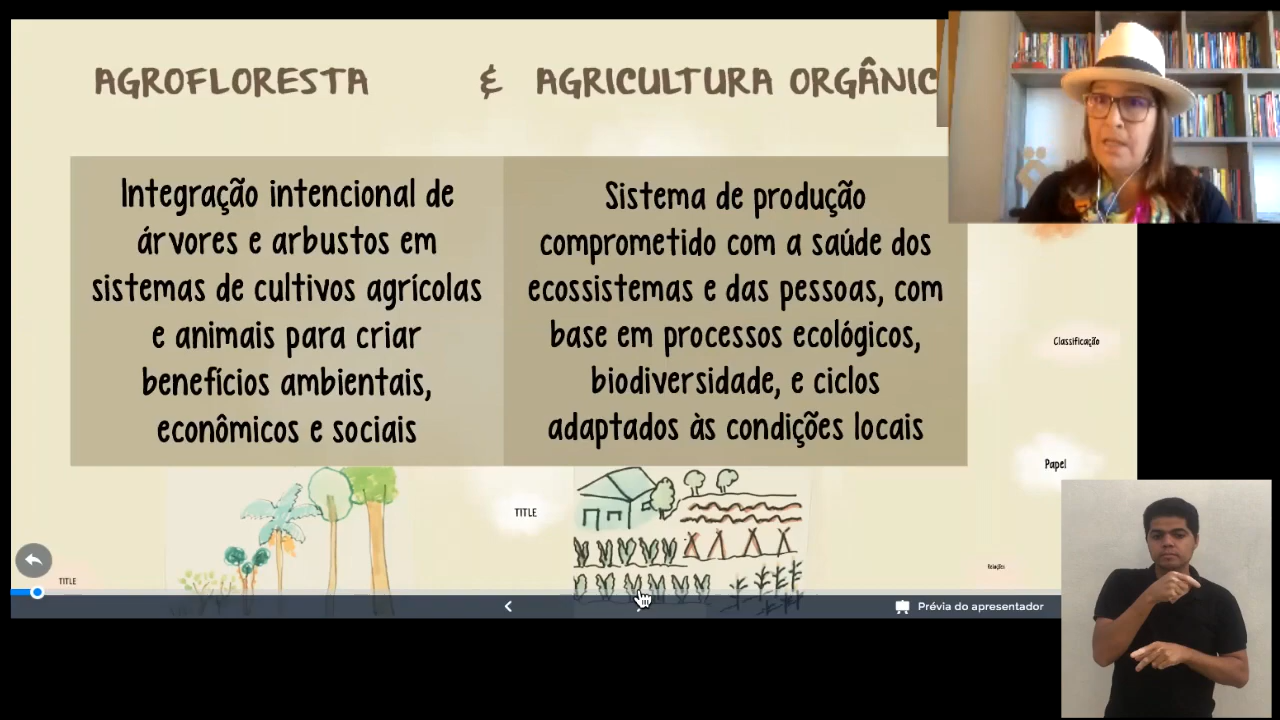 AGROFLORESTA & AGRICULTURA ORGÂNIC
Integração intencional de
árvores e arbustos em
sistemas de cultivos agrícolas
e animais para criar
benefícios ambientais,
econômicos e sociais
Sistema de produção
comprometido com a saúde dos
ecossistemas e das pessoas, com
base em processos ecológicos,
biodiversidade, e ciclos
adaptados às condições locais
Classificação
Papel
TITLE
Relações
TITLE
Prévia do apresentador